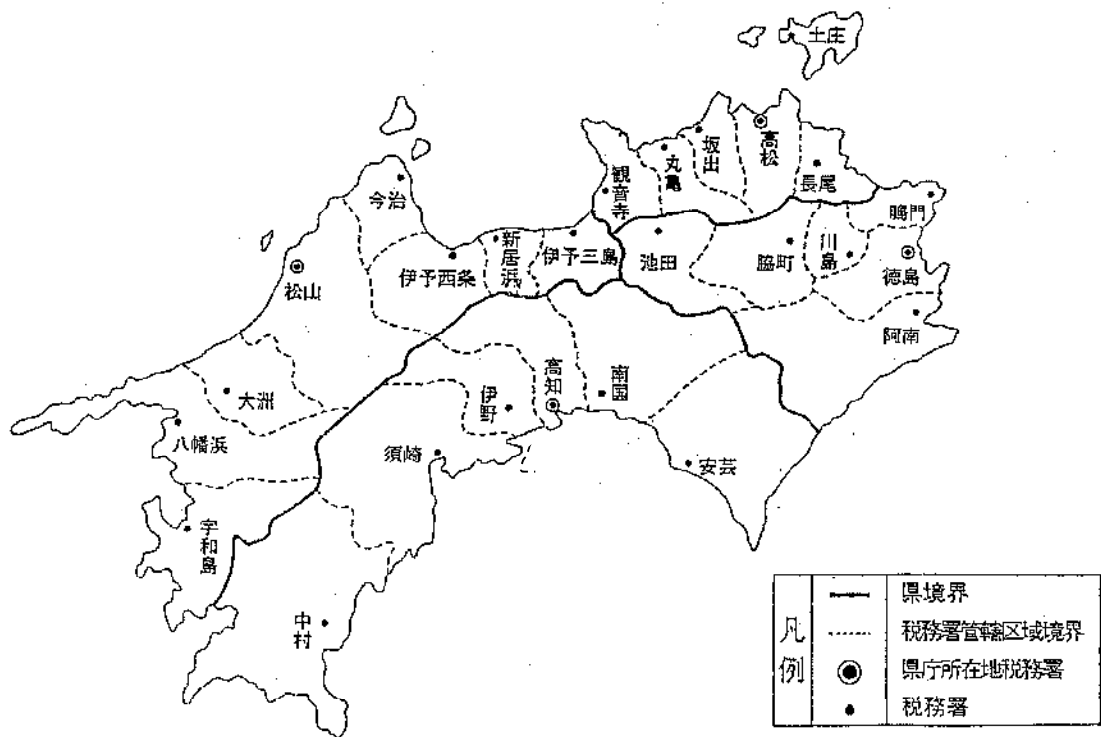 土庄
高松
坂出
丸亀
観音寺
長尾
鳴門
今治
新居浜
伊予三島
池田
脇町
川島
徳島
伊予西条
松山
阿南
高知
南国
伊野
大洲
八幡浜
須崎
安芸
宇和島
中村
凡例
県境界
税務署管轄区域境界
県庁所在地税務署
税務署